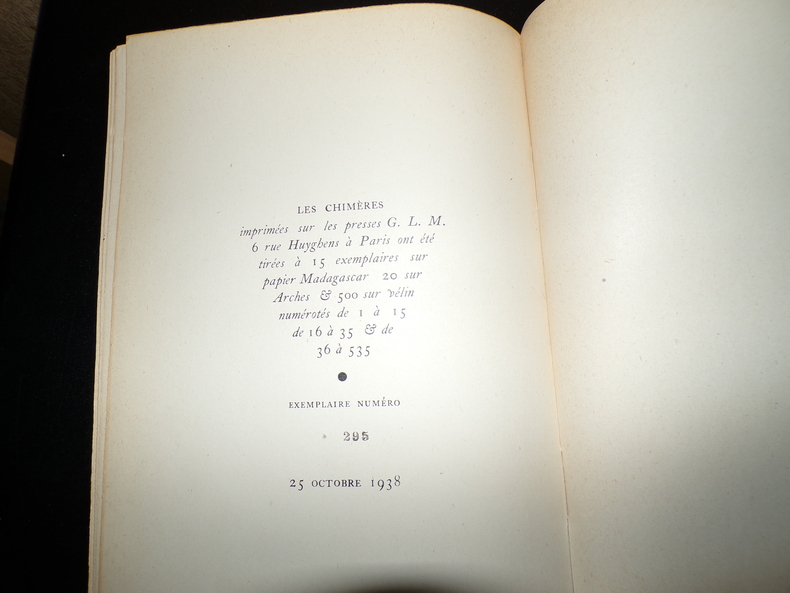 LES CHIMÈRES
imprimées sur les presses G. L. M.
6 rue Huyghens à Paris ont été
tirées à 15 exemplaires sur
papier Madagascar 20 sur
Arches & 500 sur vélin
numérotés de 1 à 15
de 16 à 35 & de
36 à 535
EXEMPLAIRE NUMÉRO
295
25 OCTOBRE 1938